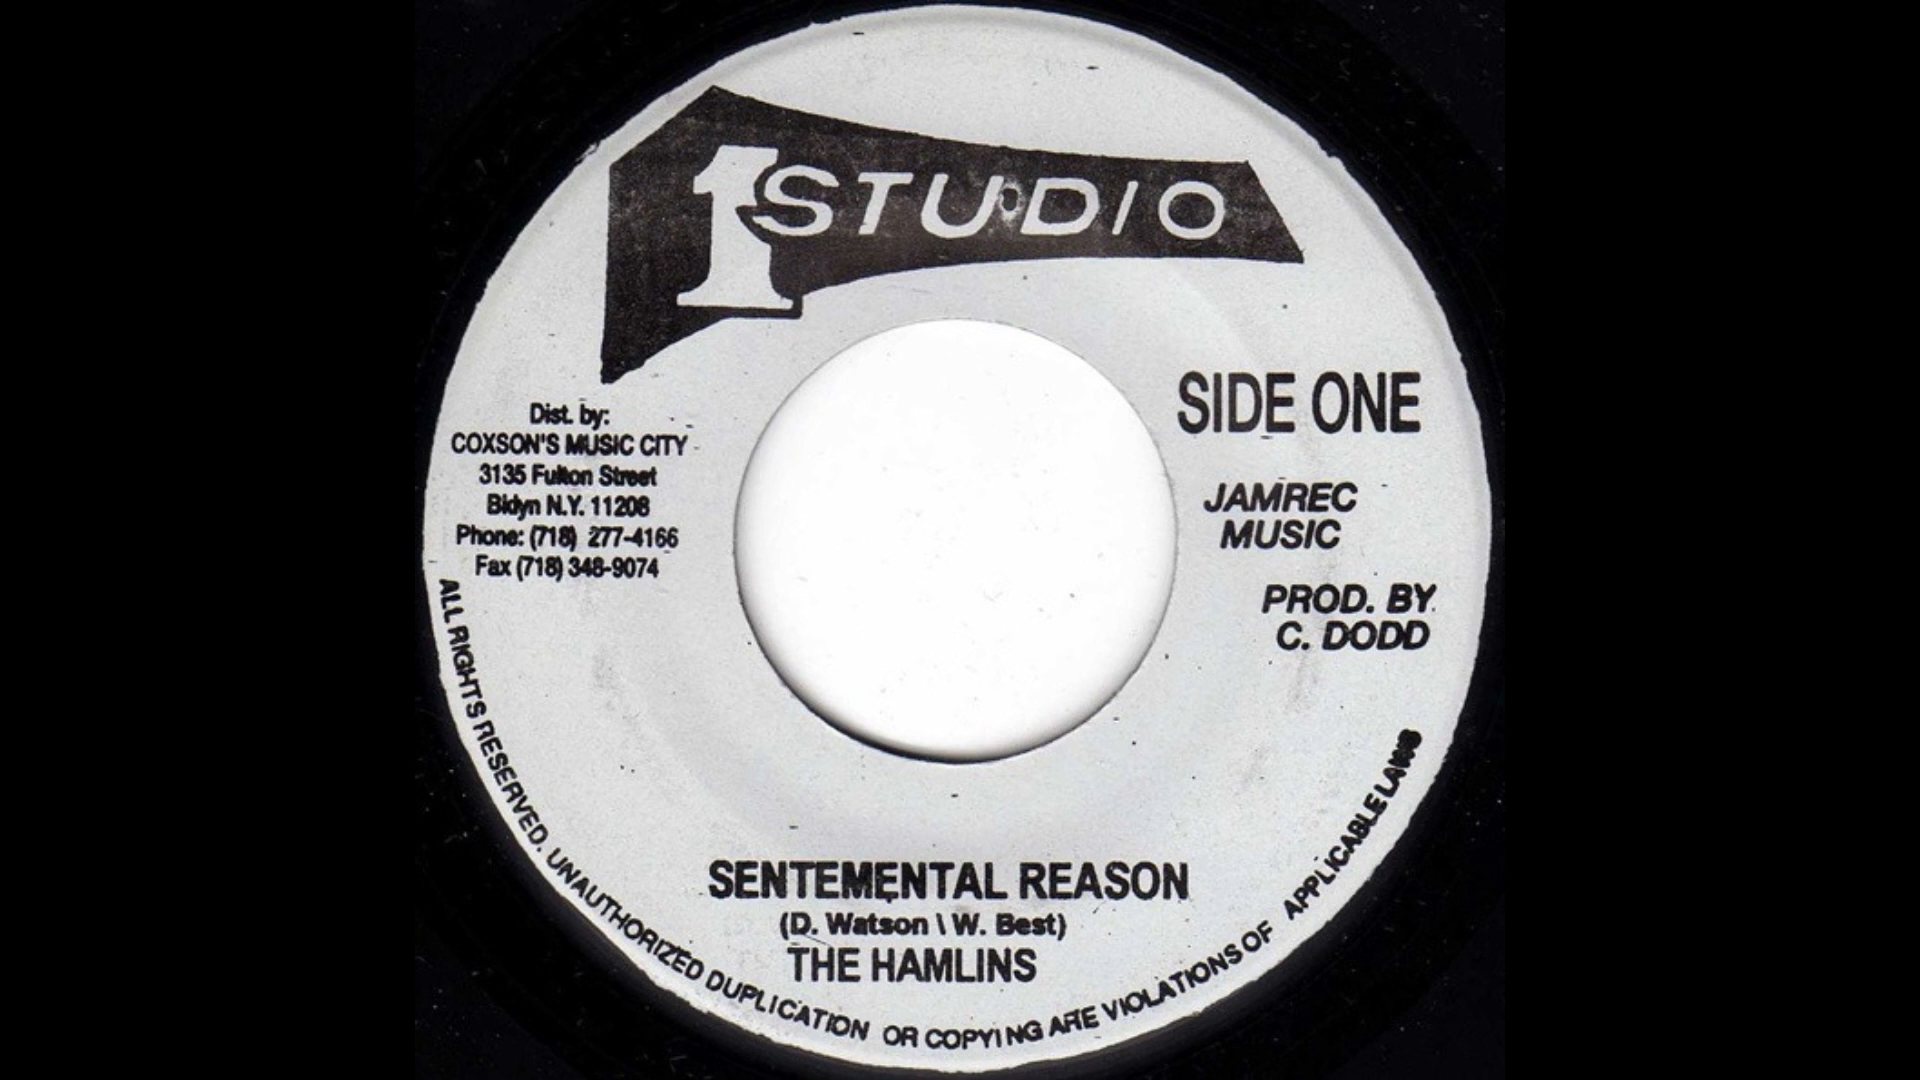 1 STUDIO
SIDE ONE
Dist. by:
COXSON'S MUSIC CITY
3135 Fulton Street
Bklyn N.Y. 11208
Phone: (718) 277-4166
Fax (718) 348-9074
JAMREC
MUSIC
PROD. BY
C. DODD
SENTEMENTAL REASON
(D. Watson \ W. Best)
THE HAMLINS
ALL RIGHTS RESERVED. UNAUTHORIZED DUPLICATION OR COPYING ARE VIOLATIONS OF APPLICABLE LAWS